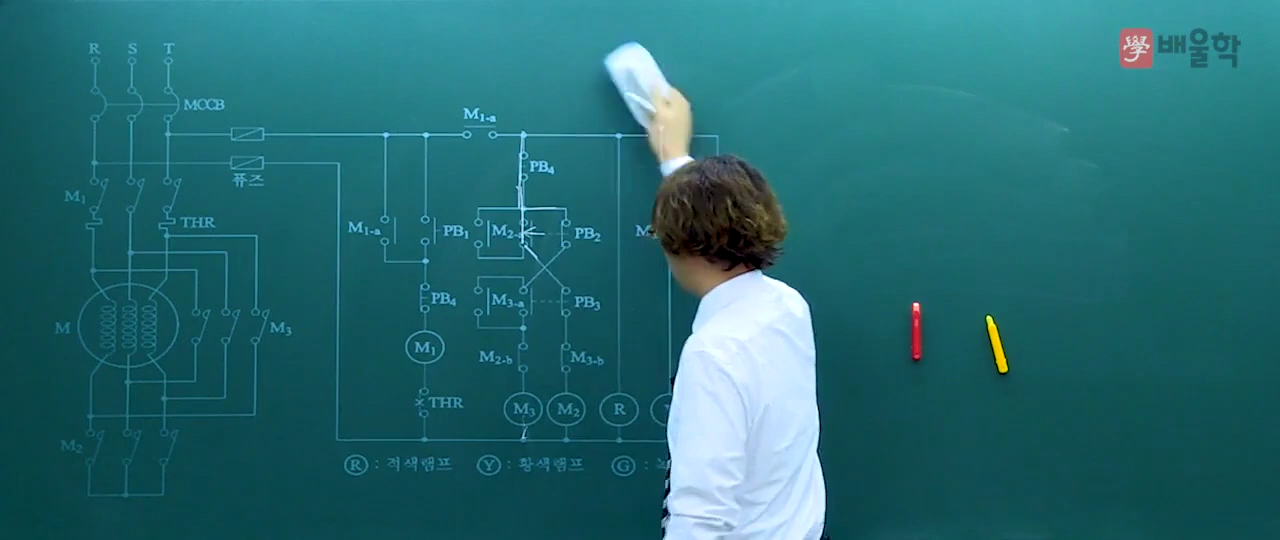 學 배울학
R S T
MCCB
M1-a
퓨즈
PB4
M1
THR
M1-a
PB1
M2-a
PB2
M3-a
PB3
PB4
M
M3
M1
M2-b
M3-b
THR
M3
M2
R
M2
R : 적색램프
Y : 황색램프
G :